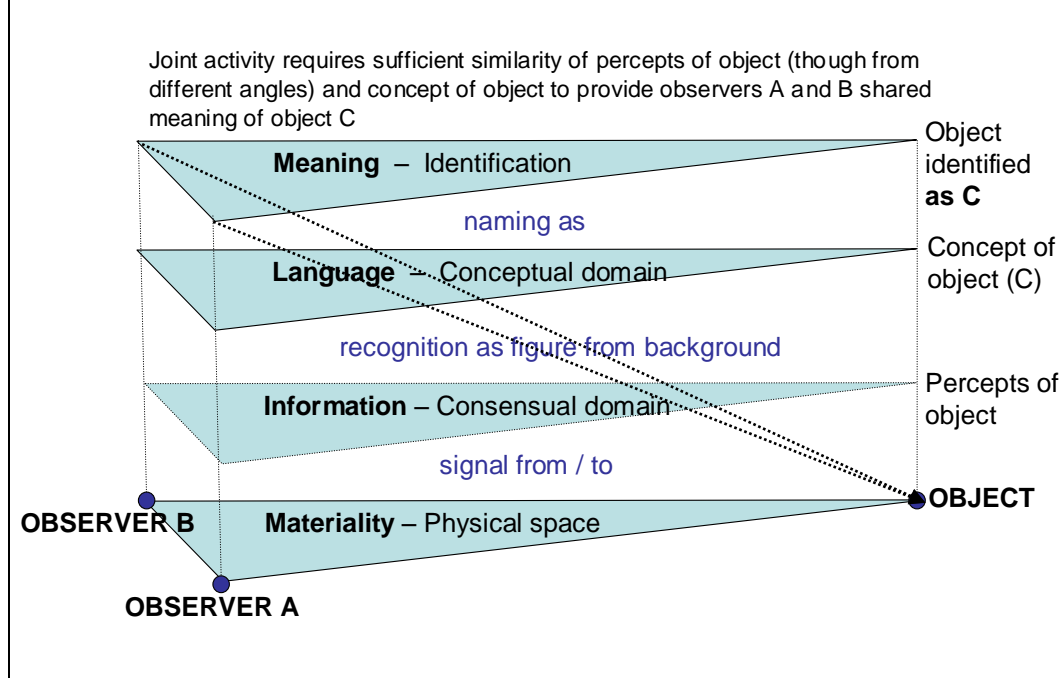 Joint activity requires sufficient similarity of percepts of object (though from
different angles) and concept of object to provide observers A and B shared
meaning of object C
Meaning – Identification
Object
identified
as C
naming as
Language – Conceptual domain
Concept of
object (C)
recognition as figure from background
Information – Consensual domain
Percepts of
object
signal from / to
OBSERVER B
Materiality – Physical space
OBJECT
OBSERVER A